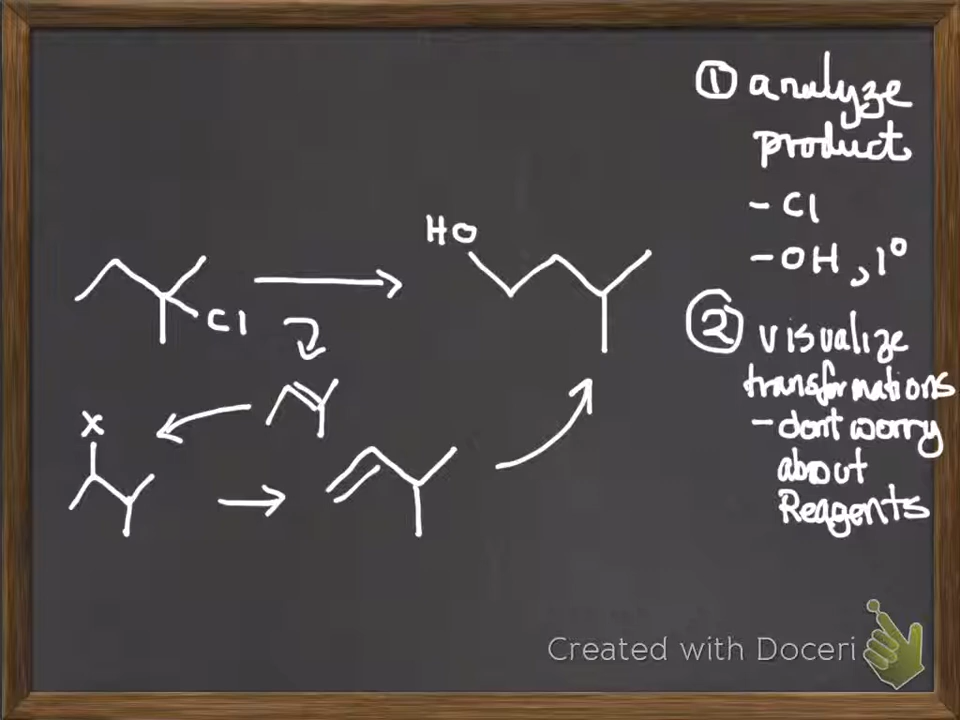 ① analyze
product
- Cl
- OH, 1°
② visualize
transformations
- dont worry
about
Reagents
HO
Cl
X
Created with Doceri